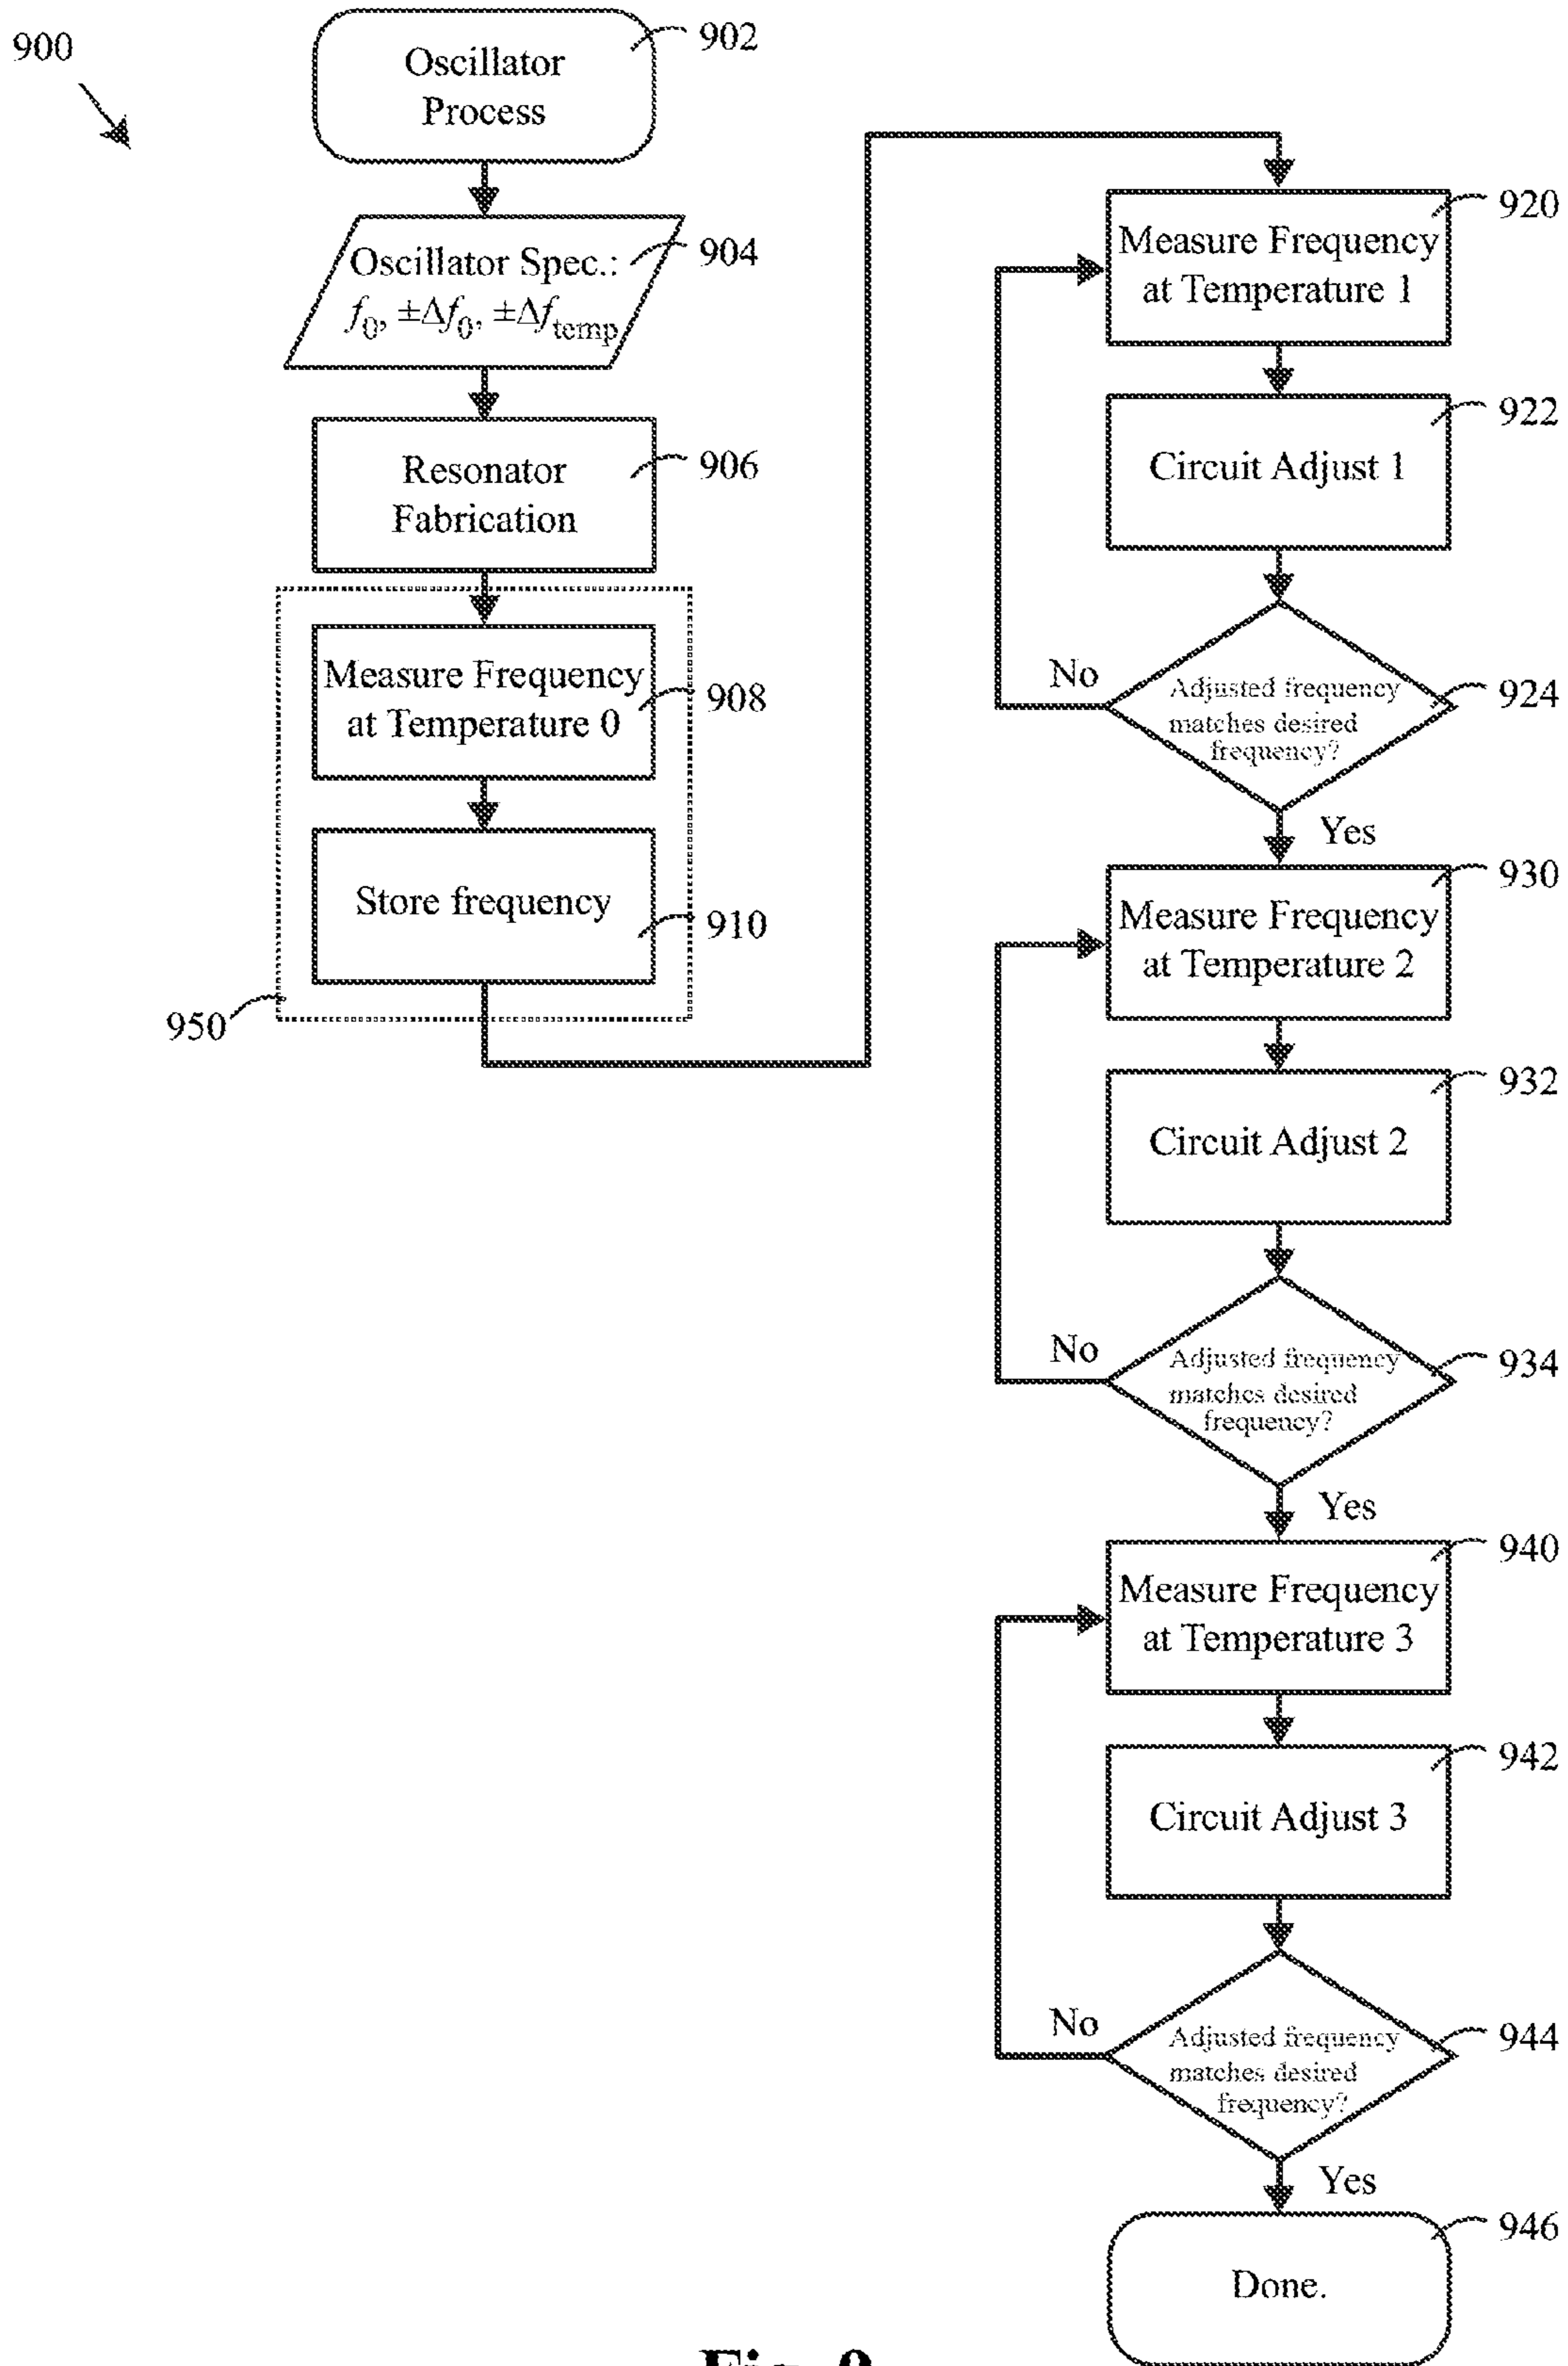 900
Oscillator
Process
902
Oscillator Spec.:
f0, ±Δf0, ±Δftemp
904
Resonator
Fabrication
906
Measure Frequency
at Temperature 0
908
Store frequency
910
950
Measure Frequency
at Temperature 1
920
Circuit Adjust 1
922
Adjusted frequency
matches desired
frequency?
924
No
Yes
Measure Frequency
at Temperature 2
930
Circuit Adjust 2
932
Adjusted frequency
matches desired
frequency?
934
No
Yes
Measure Frequency
at Temperature 3
940
Circuit Adjust 3
942
Adjusted frequency
matches desired
frequency?
944
No
Yes
Done.
946